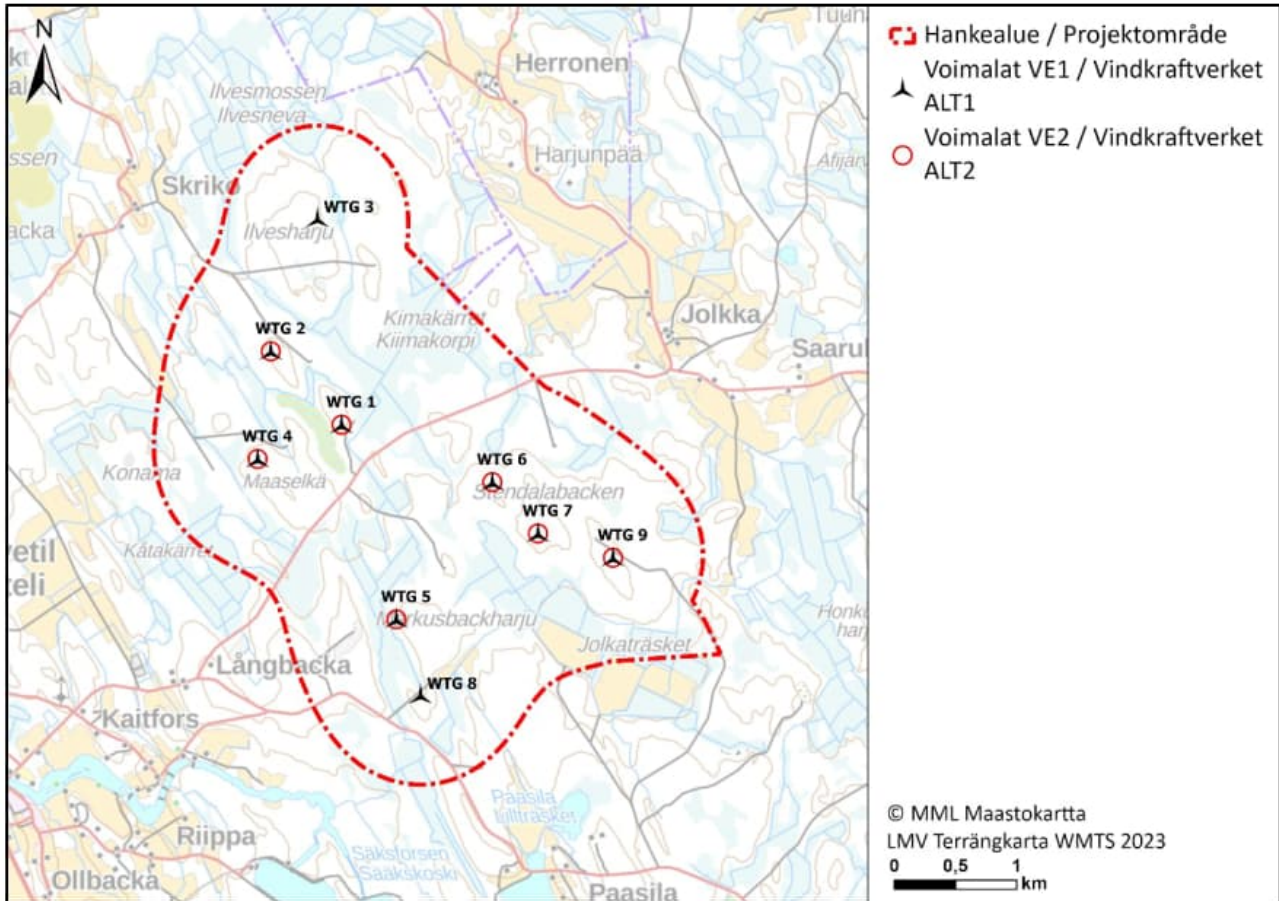 N
Herronen
Ilvesmossen
Ilvesneva
Harjunpää
Skriko
WTG 3
Ilvesharju
Kimakärret
Kiimakorpi
Jolkka
WTG 2
WTG 1
WTG 4
Maaselkä
Konama
WTG 6
Stendalabacken
WTG 7
WTG 9
Kåtakärret
WTG 5
Markusbackharju
Jolkaträsket
Långbacka
WTG 8
Kaitfors
Paasila
Riippa
Ollbacka
Paasila
Hankealue / Projektområde
Voimalat VE1 / Vindkraftverket
ALT1
Voimalat VE2 / Vindkraftverket
ALT2
© MML Maastokartta
LMV Terrängkarta WMTS 2023
0 0,5 1
km